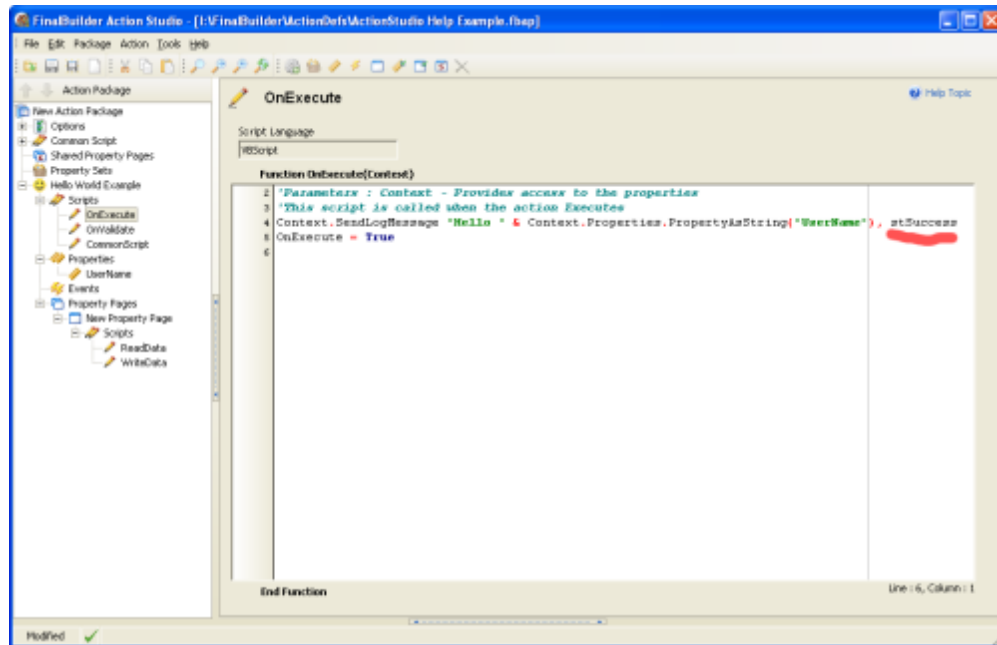 FinalBuilder Action Studio - [I:\FinalBuilder\ActionDefs\ActionStudio Help Example.fbap]
File Edit Package Action Tools Help
Action Package
New Action Package
Options
Common Script
Shared Property Pages
Property Sets
Hello World Example
Scripts
OnExecute
OnValidate
CommonScript
Properties
UserName
Events
Property Pages
New Property Page
Scripts
ReadData
WriteData
OnExecute
Help Topic
Script Language
VBScript
Function OnExecute(Context)
2 'Parameters : Context - Provides access to the properties
3 'This script is called when the action Executes
4 Context.SendLogMessage "Hello " & Context.Properties.PropertyAsString("UserName"), stSuccess
5 OnExecute = True
6
End Function
Line : 6, Column : 1
Modified